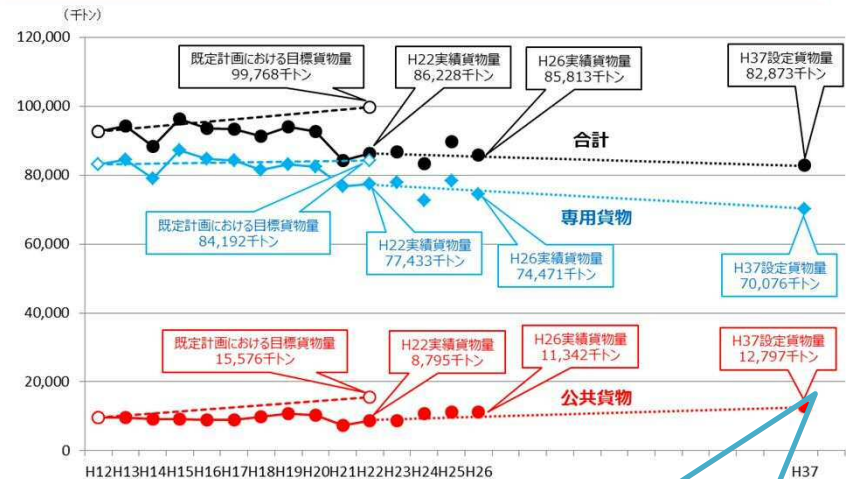 (千トン)
120,000
100,000
80,000
60,000
40,000
20,000
0
既定計画における目標貨物量
99,768千トン
H22実績貨物量
86,228千トン
H26実績貨物量
85,813千トン
H37設定貨物量
82,873千トン
合計
専用貨物
既定計画における目標貨物量
84,192千トン
H22実績貨物量
77,433千トン
H26実績貨物量
74,471千トン
H37設定貨物量
70,076千トン
既定計画における目標貨物量
15,576千トン
H22実績貨物量
8,795千トン
H26実績貨物量
11,342千トン
H37設定貨物量
12,797千トン
公共貨物
H12H13H14H15H16H17H18H19H20H21H22H23H24H25H26 H37